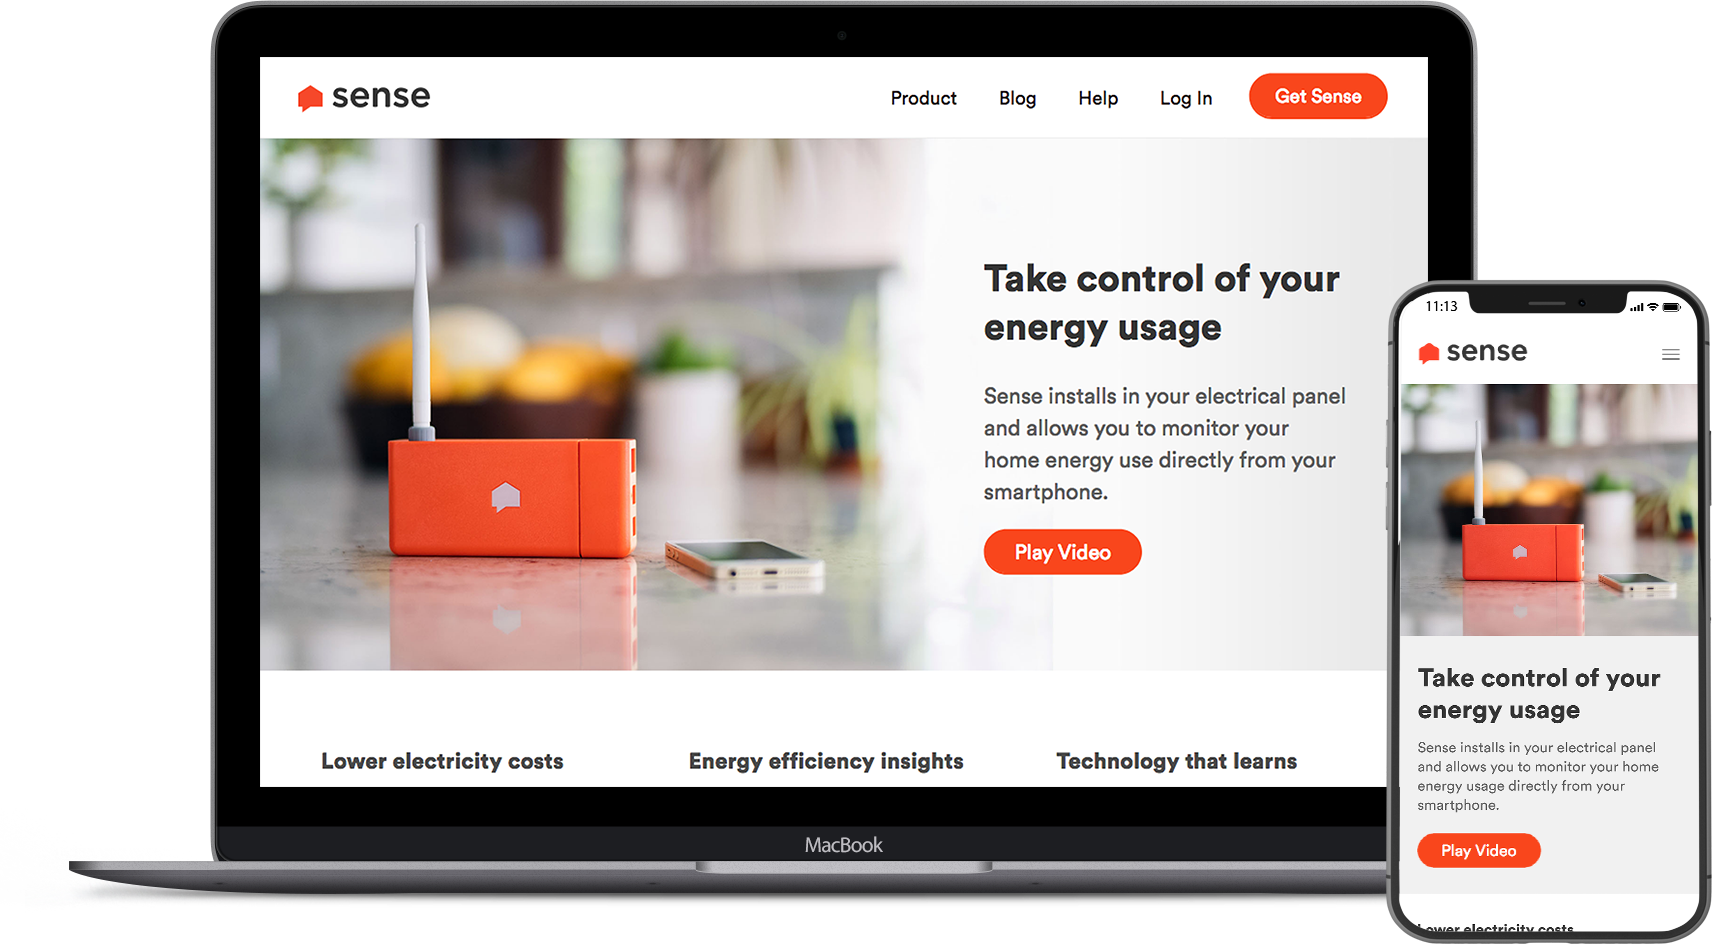 sense
Product
Blog
Help
Log In
Get Sense
Take control of your
energy usage
Sense installs in your electrical panel
and allows you to monitor your
home energy use directly from your
smartphone.
Play Video
Lower electricity costs
Energy efficiency insights
Technology that learns
MacBook
11:13
sense
Take control of your
energy usage
Sense installs in your electrical panel
and allows you to monitor your home
energy usage directly from your
smartphone.
Play Video
Lower electricity costs